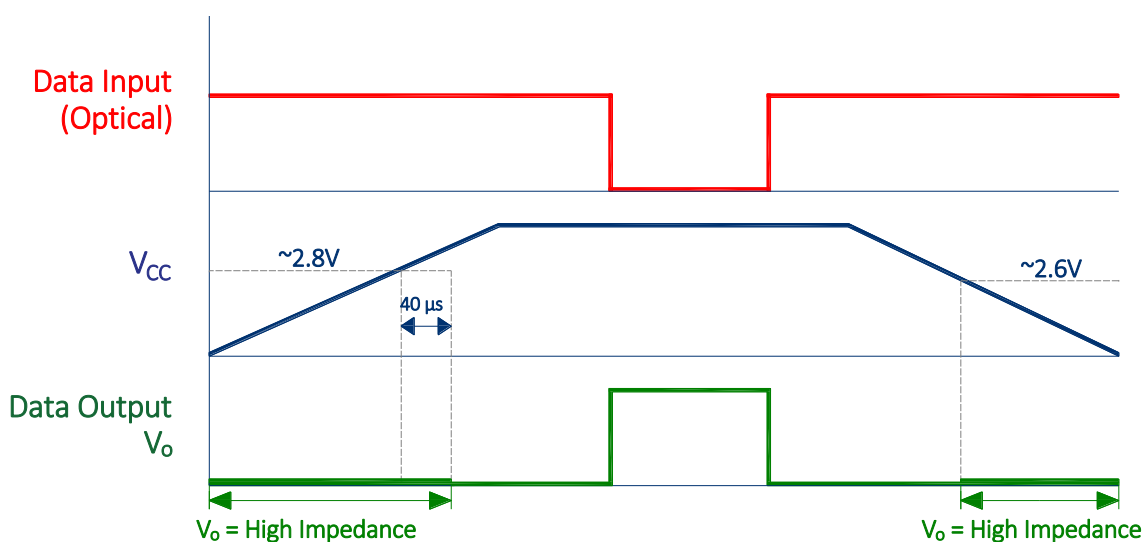 Data Input
(Optical)
~2.8V
VCC
~2.6V
40 µs
Data Output
Vo
Vo = High Impedance
Vo = High Impedance